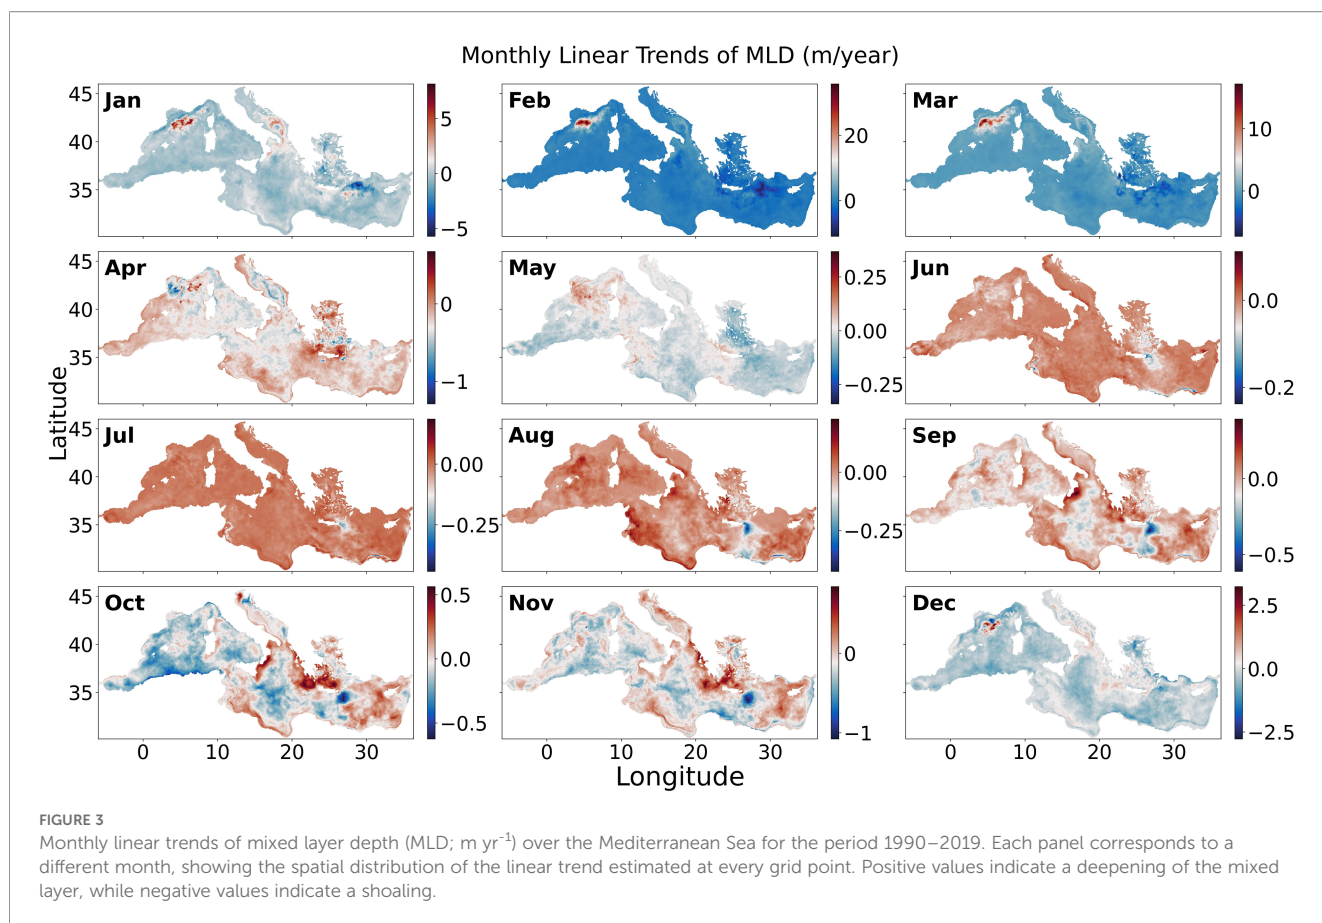 Monthly Linear Trends of MLD (m/year)
Jan
45
40
35
5
0
−5
Feb
20
0
Mar
10
0
Apr
45
40
35
0
−1
May
0.25
0.00
−0.25
Jun
0.0
−0.2
Latitude
Jul
45
40
35
0.00
−0.25
Aug
0.00
−0.25
Sep
0.0
−0.5
Oct
45
40
35
0.5
0.0
−0.5
Nov
0
−1
Dec
2.5
0.0
−2.5
0 10 20 30
0 10 20 30
0 10 20 30
Longitude
FIGURE 3
Monthly linear trends of mixed layer depth (MLD; m yr-1) over the Mediterranean Sea for the period 1990–2019. Each panel corresponds to a
different month, showing the spatial distribution of the linear trend estimated at every grid point. Positive values indicate a deepening of the mixed
layer, while negative values indicate a shoaling.